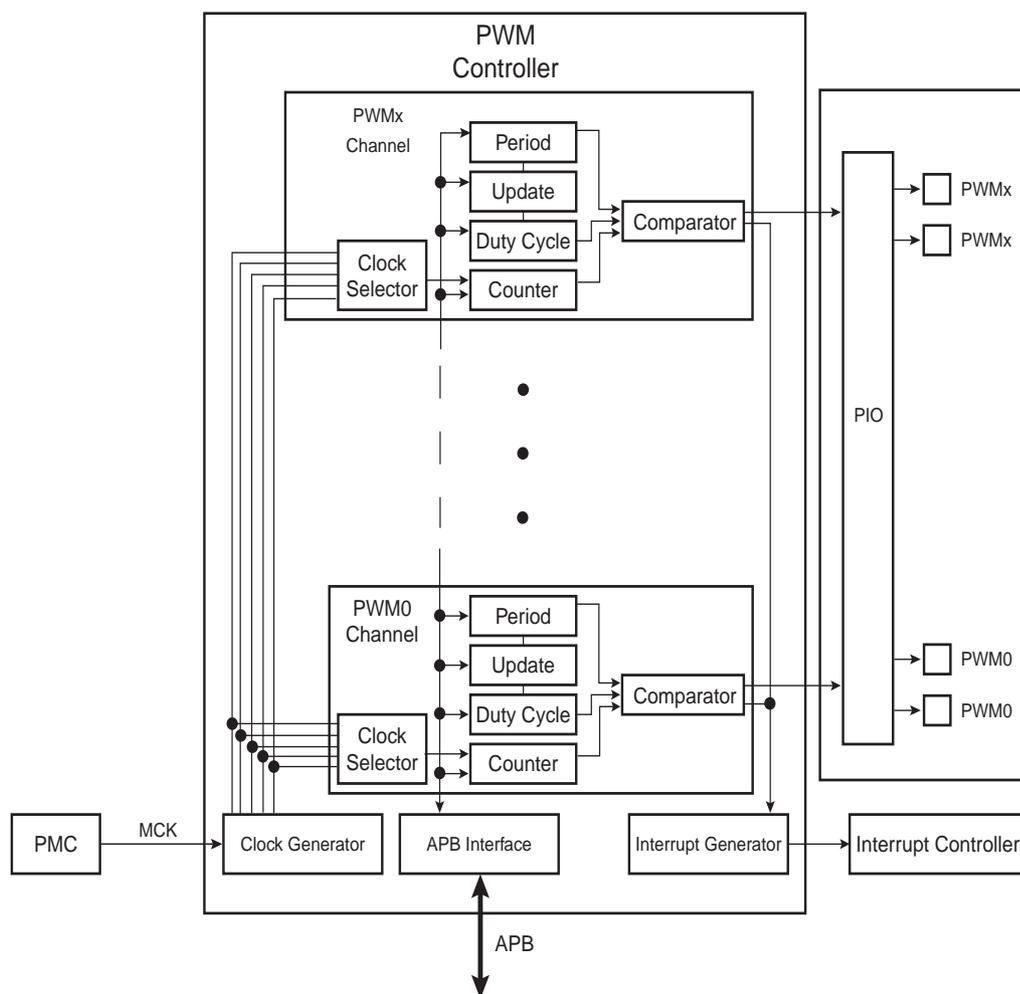 PWM
Controller
PWMx
Channel
Period
Update
Duty Cycle
Counter
Clock
Selector
Comparator
PIO
PWMx
PWMx
PWM0
Channel
Period
Update
Duty Cycle
Counter
Clock
Selector
Comparator
PWM0
PWM0
PMC
MCK
Clock Generator
APB Interface
Interrupt Generator
Interrupt Controller
APB